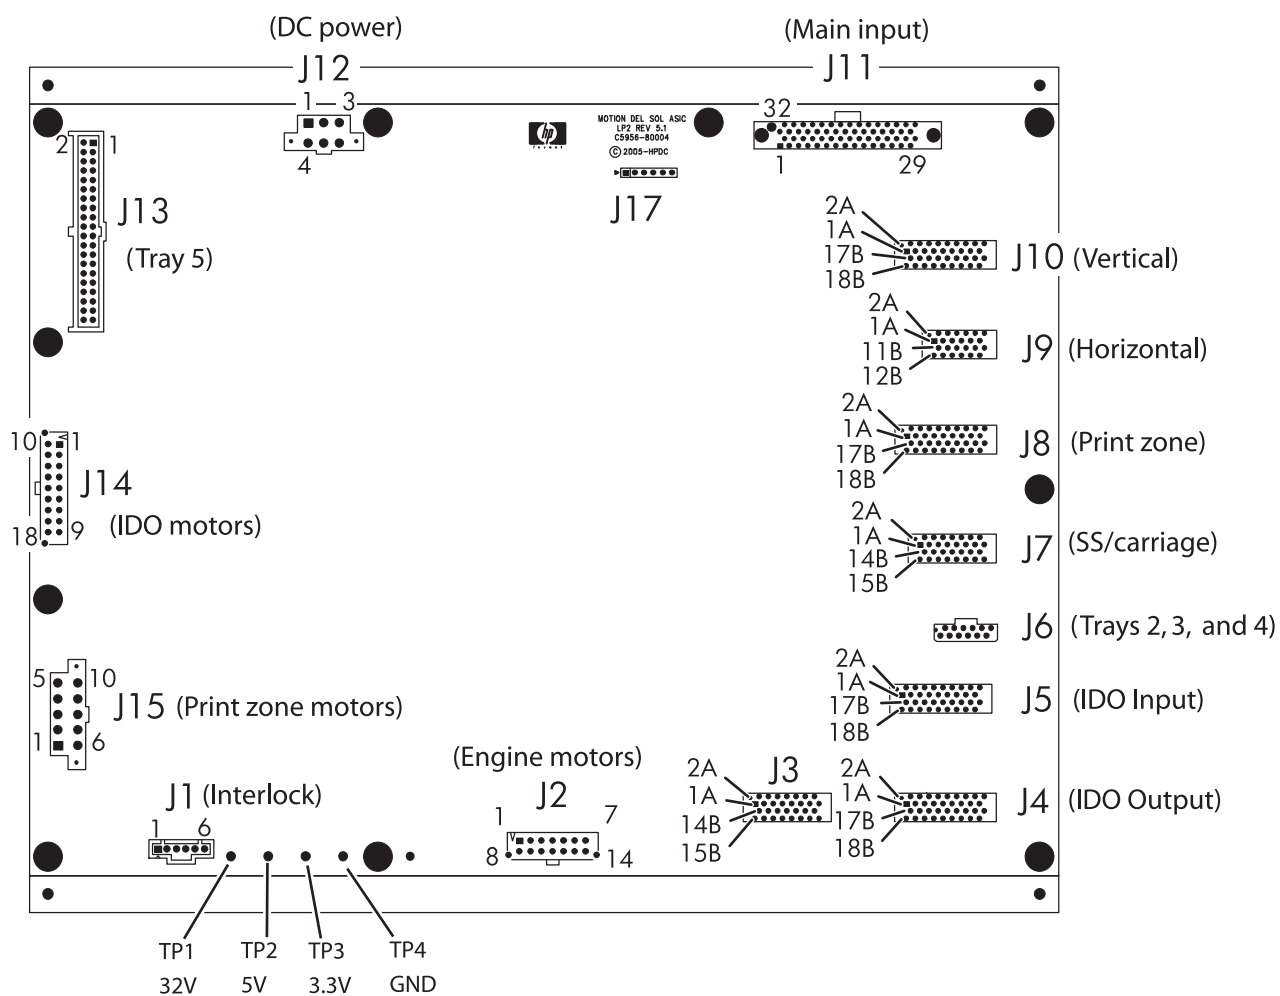 (DC power)
(Main input)
J12
J11
1 3
4
MOTION DEL SOL ASIC
LP2 REV 5.1
C5956-80004
© 2005-HPDC
hp
32
1 29
2 1
J13
(Tray 5)
J17
2A
1A
17B
18B
J10 (Vertical)
2A
1A
11B
12B
J9 (Horizontal)
2A
1A
17B
18B
J8 (Print zone)
10 1
J14
18 9
(IDO motors)
2A
1A
14B
15B
J7 (SS/carriage)
J6 (Trays 2, 3, and 4)
5 10
J15 (Print zone motors)
1 6
2A
1A
17B
18B
J5 (IDO Input)
(Engine motors)
J2
1 7
8 14
J1 (Interlock)
1 6
J3
2A
1A
14B
15B
2A
1A
17B
18B
J4 (IDO Output)
TP1 TP2 TP3 TP4
32V 5V 3.3V GND